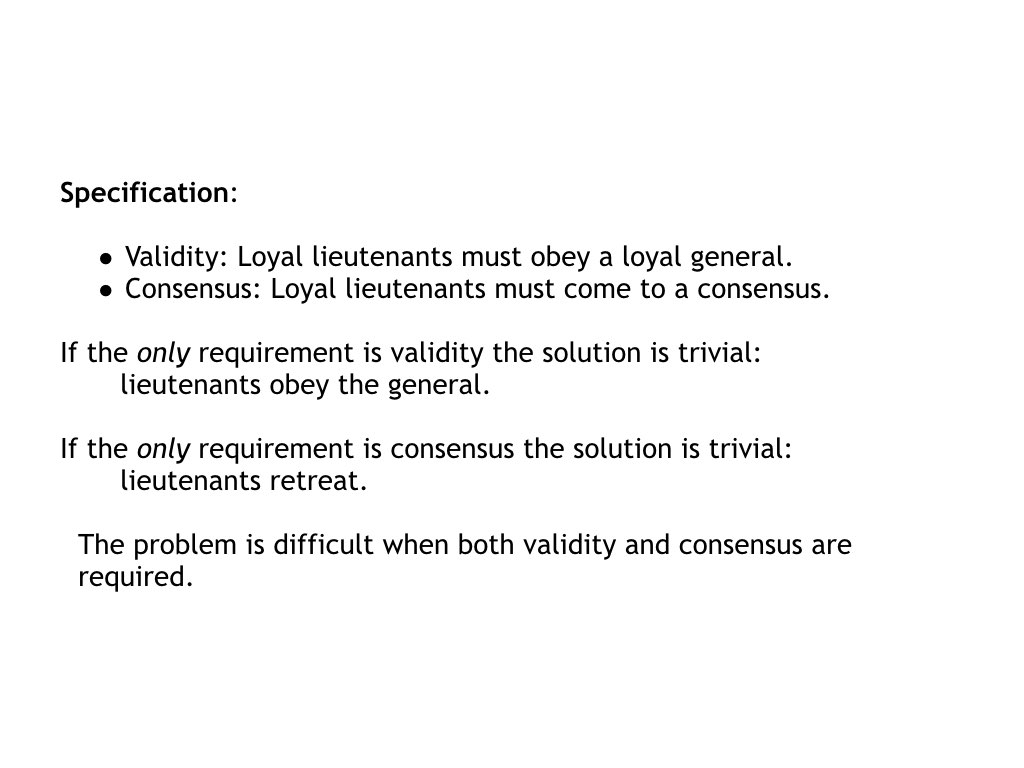 Specification:
● Validity: Loyal lieutenants must obey a loyal general.
● Consensus: Loyal lieutenants must come to a consensus.
If the only requirement is validity the solution is trivial:
lieutenants obey the general.
If the only requirement is consensus the solution is trivial:
lieutenants retreat.
The problem is difficult when both validity and consensus are
required.